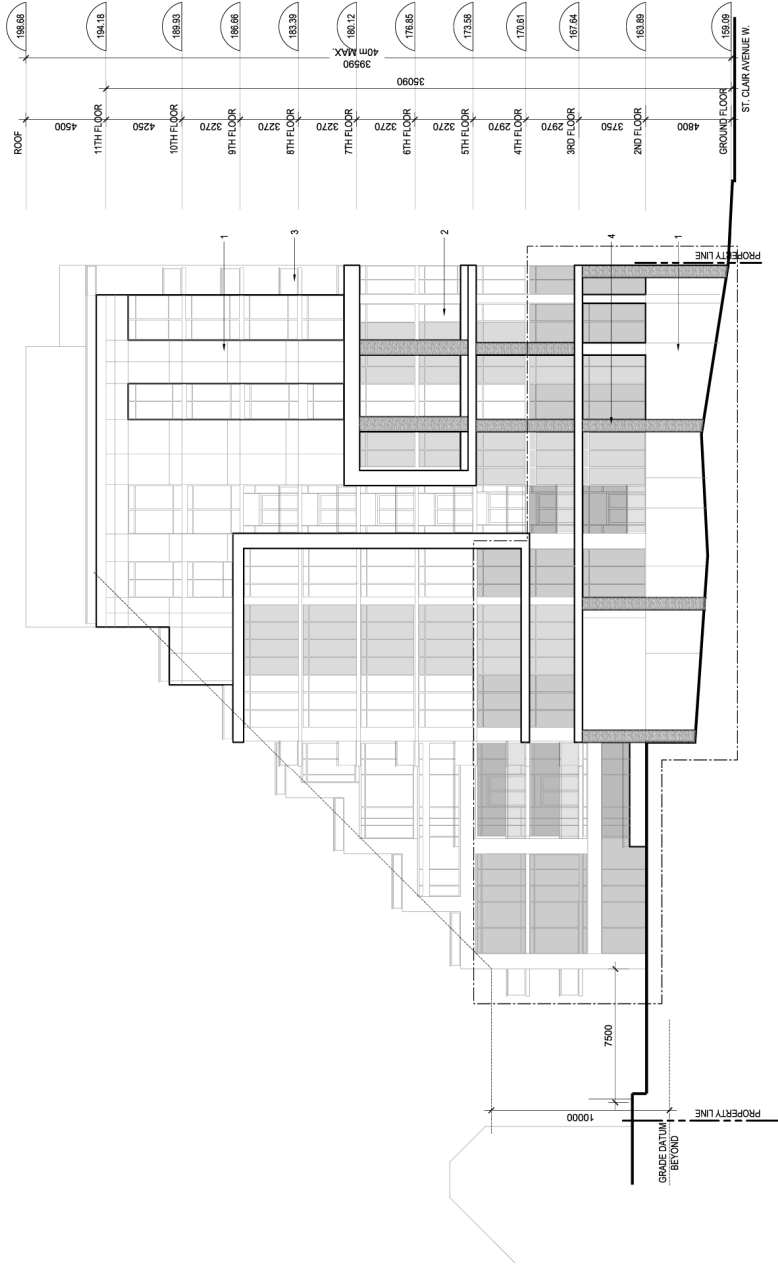 198.68
194.18
189.93
186.66
183.39
180.12
176.85
173.58
170.61
167.64
163.89
159.09
40m MAX.
39590
35090
ROOF
4500
11TH FLOOR
4250
10TH FLOOR
3270
9TH FLOOR
3270
8TH FLOOR
3270
7TH FLOOR
3270
6TH FLOOR
3270
5TH FLOOR
2970
4TH FLOOR
2970
3RD FLOOR
3750
2ND FLOOR
4800
GROUND FLOOR
ST. CLAIR AVENUE W.
1
3
2
4
1
PROPERTY LINE
7500
10000
GRADE DATUM
BEYOND
PROPERTY LINE